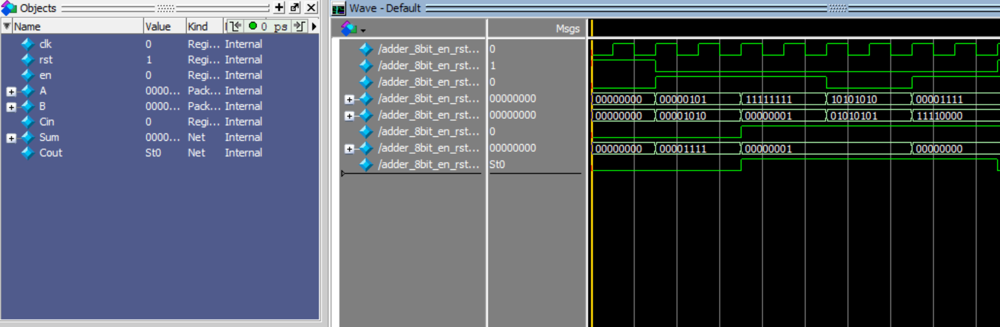 Objects
Name Value Kind 0 ps
clk 0 Regi... Internal
rst 1 Regi... Internal
en 0 Regi... Internal
A 0000... Pack... Internal
B 0000... Pack... Internal
Cin 0 Regi... Internal
Sum 0000... Net Internal
Cout St0 Net Internal
Wave - Default
Msgs
/adder_8bit_en_rst... 0
/adder_8bit_en_rst... 1
/adder_8bit_en_rst... 0
/adder_8bit_en_rst... 00000000 00000000 00000101 11111111 10101010 00001111
/adder_8bit_en_rst... 00000000 00000000 00001010 00000001 01010101 11110000
/adder_8bit_en_rst... 0
/adder_8bit_en_rst... 00000000 00000000 00001111 00000001 00000000
/adder_8bit_en_rst... St0